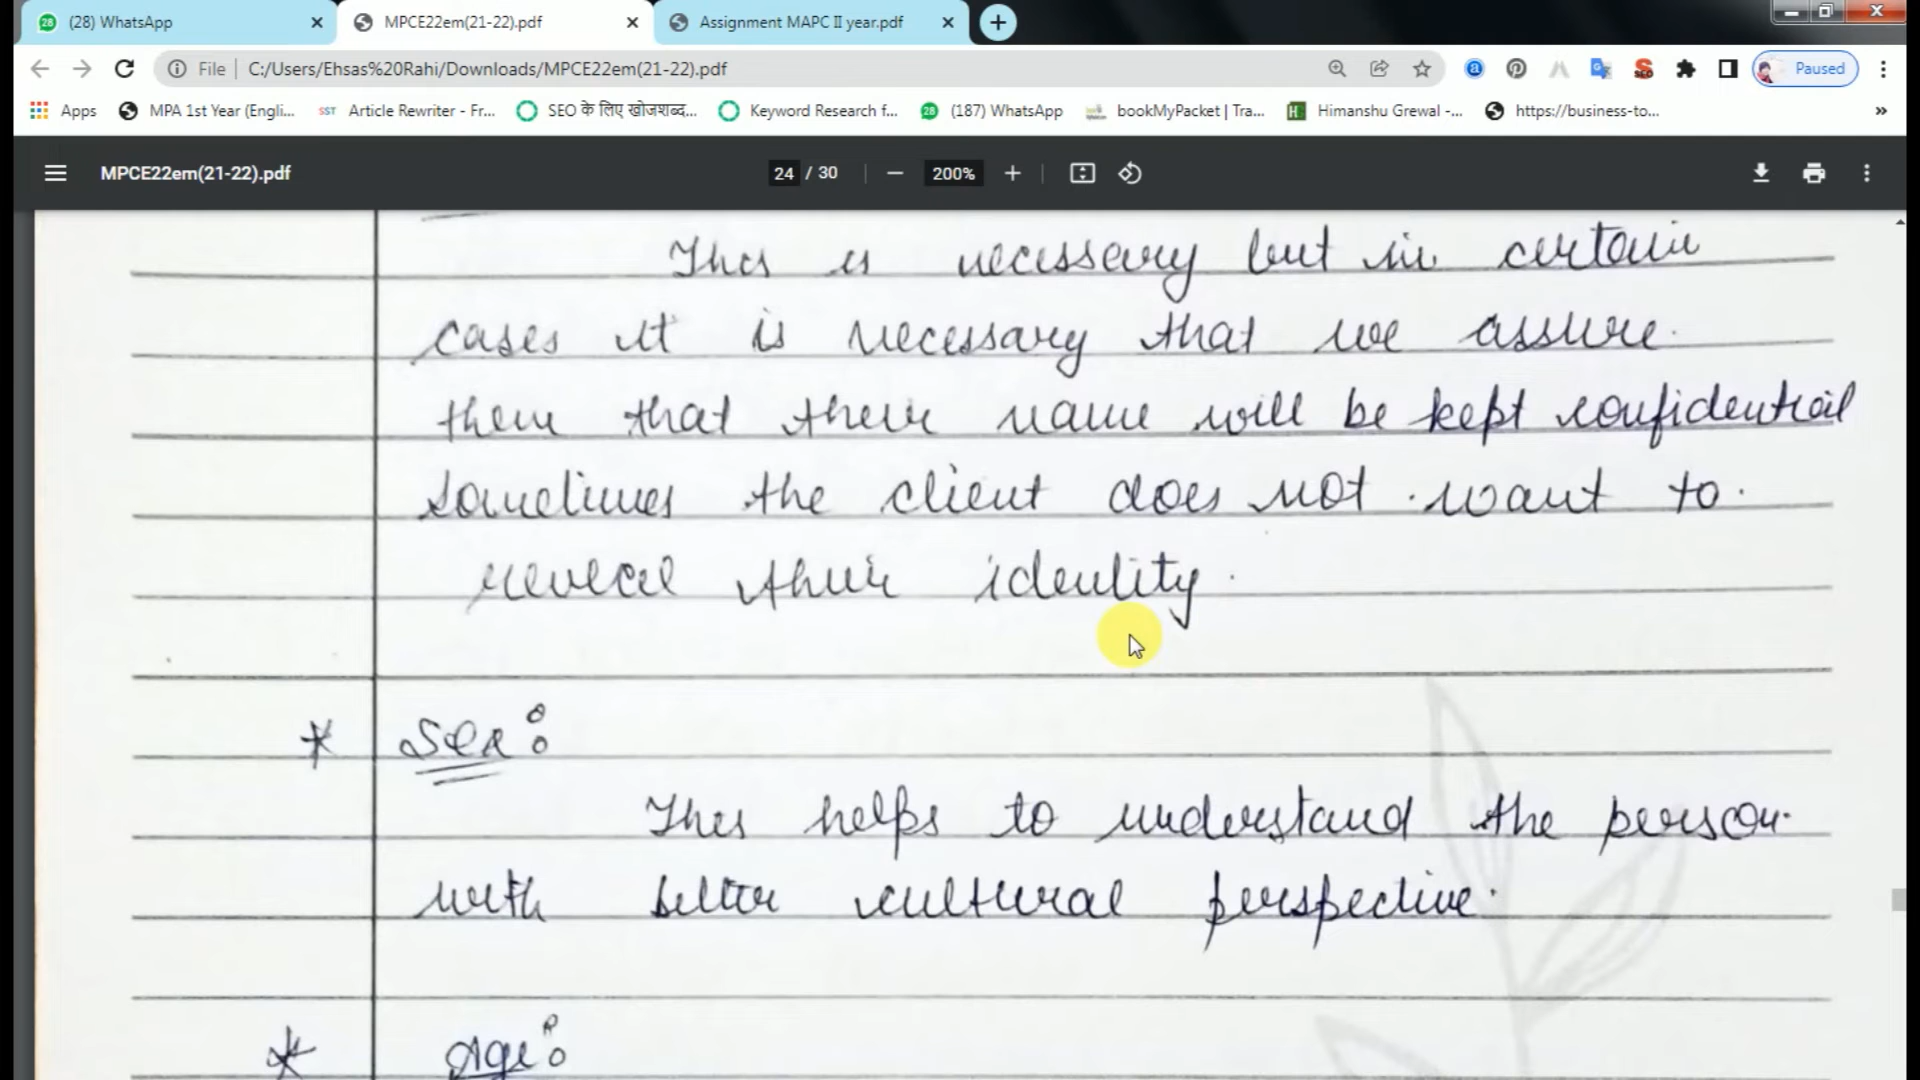 (28) WhatsApp
MPCE22em(21-22).pdf
Assignment MAPC II year.pdf
File
C:/Users/Ehsas%20Rahi/Downloads/MPCE22em(21-22).pdf
Paused
Apps
MPA 1st Year (Engli...
SST Article Rewriter - Fr...
SEO के लिए खोजशब्द...
Keyword Research f...
(187) WhatsApp
bookMyPacket | Tra...
Himanshu Grewal -...
https://business-to...
»
MPCE22em(21-22).pdf
24 / 30
200%
This is necessary but in certain
cases it is necessary that we assure.
them that their name will be kept confidential
sometimes the client does not want to.
reveal their identity.
* Sex:
This helps to understand the person.
with better cultural perspective.
* Age: